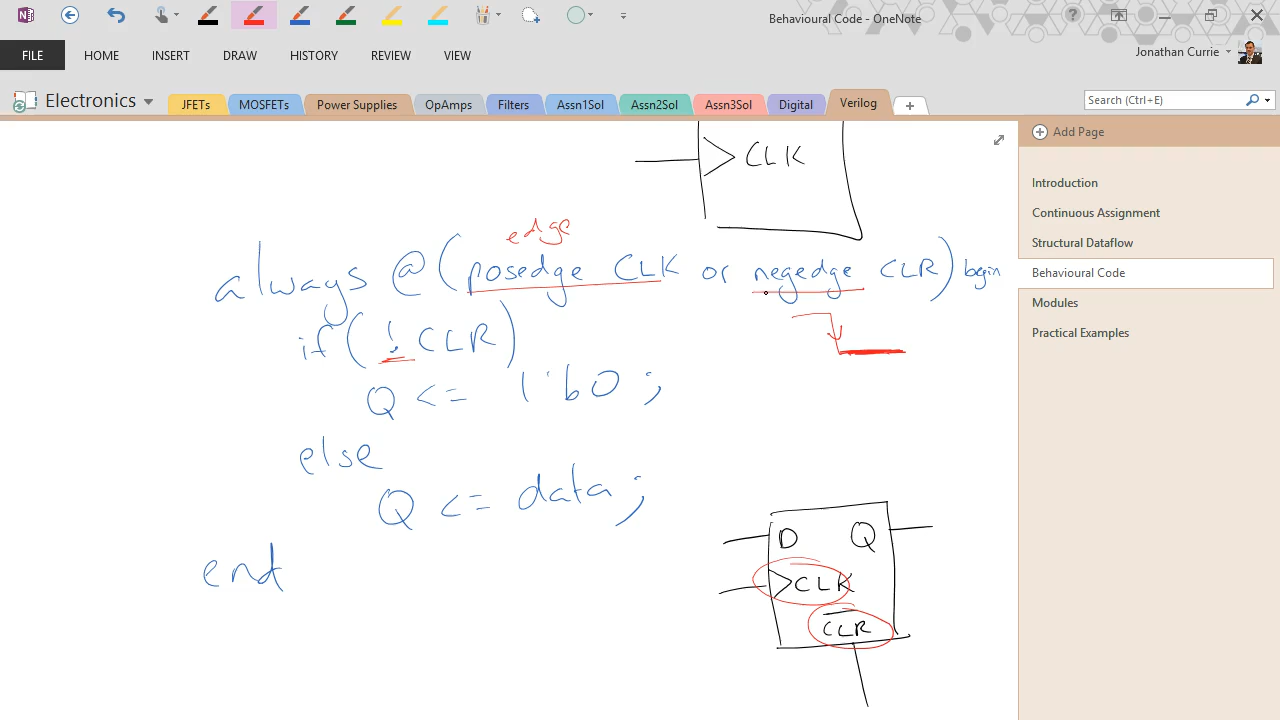 Behavioural Code - OneNote
Jonathan Currie
FILE HOME INSERT DRAW HISTORY REVIEW VIEW
Electronics
JFETs MOSFETs Power Supplies OpAmps Filters Assn1Sol Assn2Sol Assn3Sol Digital Verilog
Search (Ctrl+E)
Add Page
Introduction
Continuous Assignment
Structural Dataflow
Behavioural Code
Modules
Practical Experiments
CLK
edge
always @ (posedge CLK or negedge CLR) begin
if (!CLR)
Q <= 1'b0;
else
Q <= data;
end
D Q
CLK
CLR